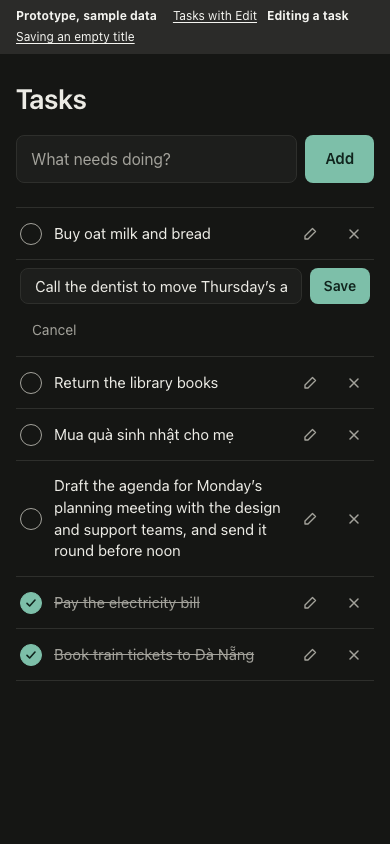 Prototype, sample data Tasks with Edit Editing a task
Saving an empty title
Tasks
What needs doing? Add
Buy oat milk and bread
Call the dentist to move Thursday’s a Save
Cancel
Return the library books
Mua quà sinh nhật cho mẹ
Draft the agenda for Monday’s
planning meeting with the design
and support teams, and send it
round before noon
Pay the electricity bill
Book train tickets to Đà Nẵng